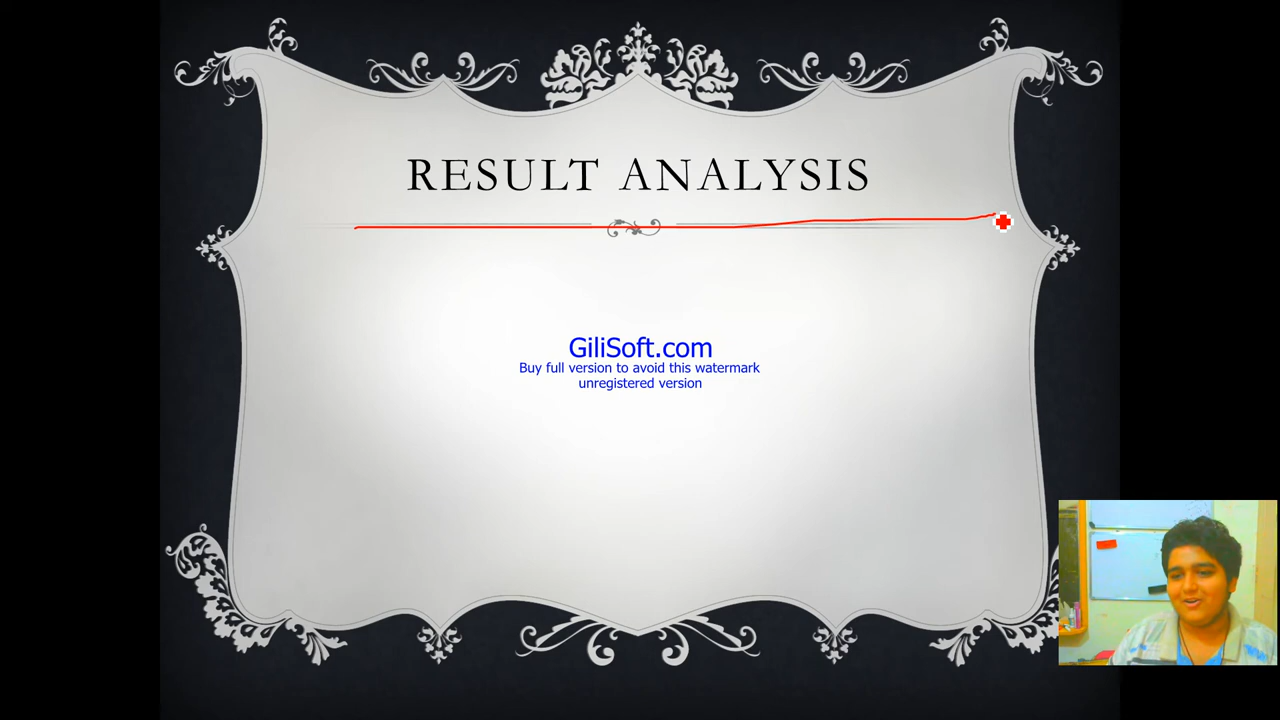 RESULT ANALYSIS
GiliSoft.com
Buy full version to avoid this watermark
unregistered version